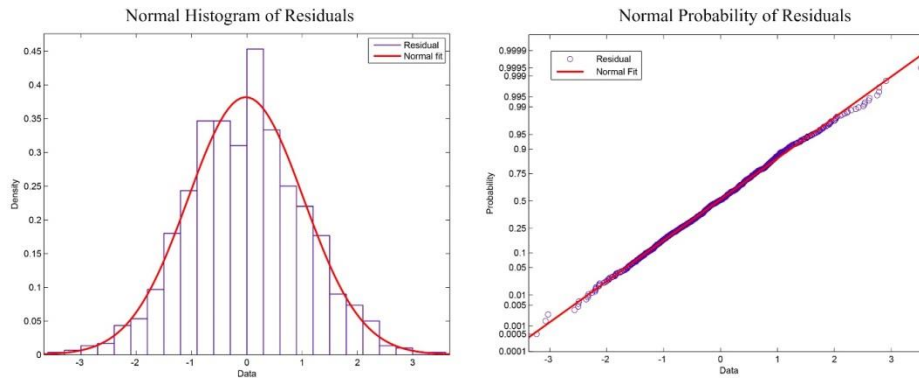 Normal Histogram of Residuals
Residual
Normal fit
0.45
0.4
0.35
0.3
0.25
0.2
0.15
0.1
0.05
0
Density
-3 -2 -1 0 1 2 3
Data
Normal Probability of Residuals
Residual
Normal Fit
0.9999
0.9995
0.999
0.995
0.99
0.95
0.9
0.75
0.5
0.25
0.1
0.05
0.01
0.005
0.0001
0.0005
0.0001
Probability
-3 -2 -1 0 1 2 3
Data